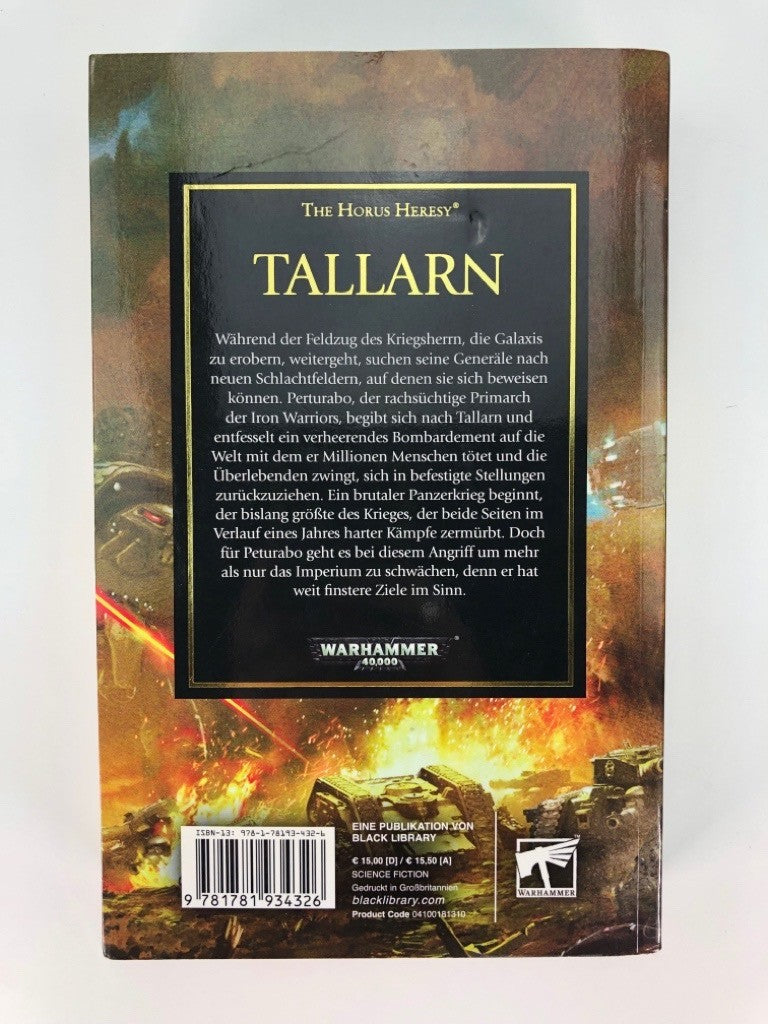 THE HORUS HERESY®
TALLARN
Während der Feldzug des Kriegsherrn, die Galaxis
zu erobern, weitergeht, suchen seine Generäle nach
neuen Schlachtfeldern, auf denen sie sich beweisen
können. Perturabo, der rachsüchtige Primarch
der Iron Warriors, begibt sich nach Tallarn und
entfesselt ein verheerendes Bombardement auf die
Welt mit dem er Millionen Menschen tötet und die
Überlebenden zwingt, sich in befestigte Stellungen
zurückzuziehen. Ein brutaler Panzerkrieg beginnt,
der bislang größte des Krieges, der beide Seiten im
Verlauf eines Jahres harter Kämpfe zermürbt. Doch
für Peturabo geht es bei diesem Angriff um mehr
als nur das Imperium zu schwächen, denn er hat
weit finstere Ziele im Sinn.
WARHAMMER®
40,000
ISBN-13: 978-1-78193-432-6
9 781781 934326
EINE PUBLIKATION VON
BLACK LIBRARY
€ 15,00 [D] / € 15,50 [A]
SCIENCE FICTION
Gedruckt in Großbritannien
blacklibrary.com
Product Code 04100181310
WARHAMMER™